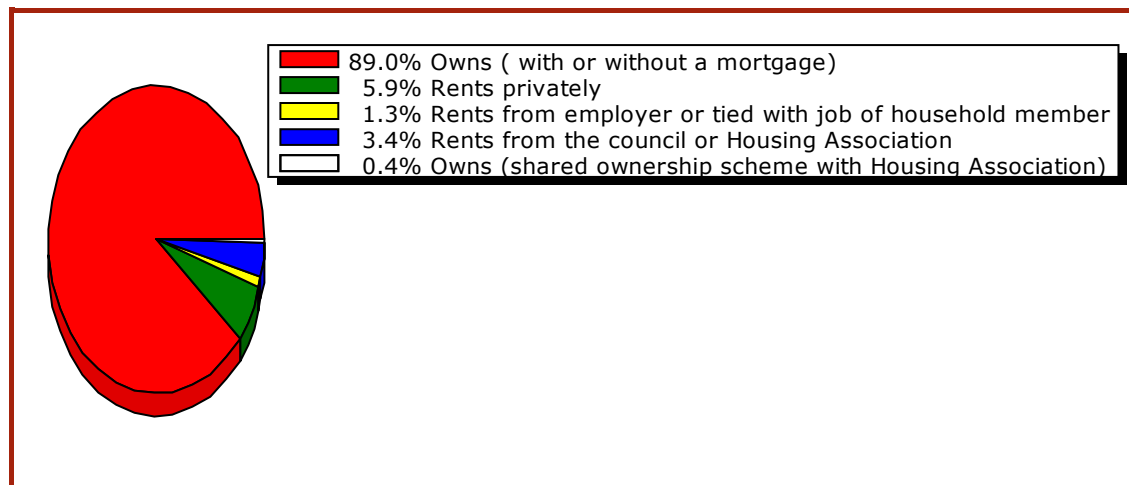 89.0% Owns ( with or without a mortgage)
5.9% Rents privately
1.3% Rents from employer or tied with job of household member
3.4% Rents from the council or Housing Association
0.4% Owns (shared ownership scheme with Housing Association)